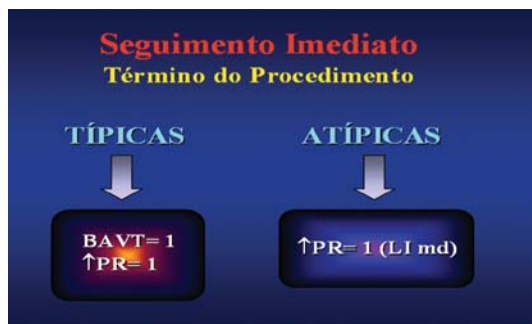 Seguimento Imediato
Término do Procedimento
TÍPICAS
ATÍPICAS
BAVT= 1
↑PR= 1
↑PR= 1 (LI md)